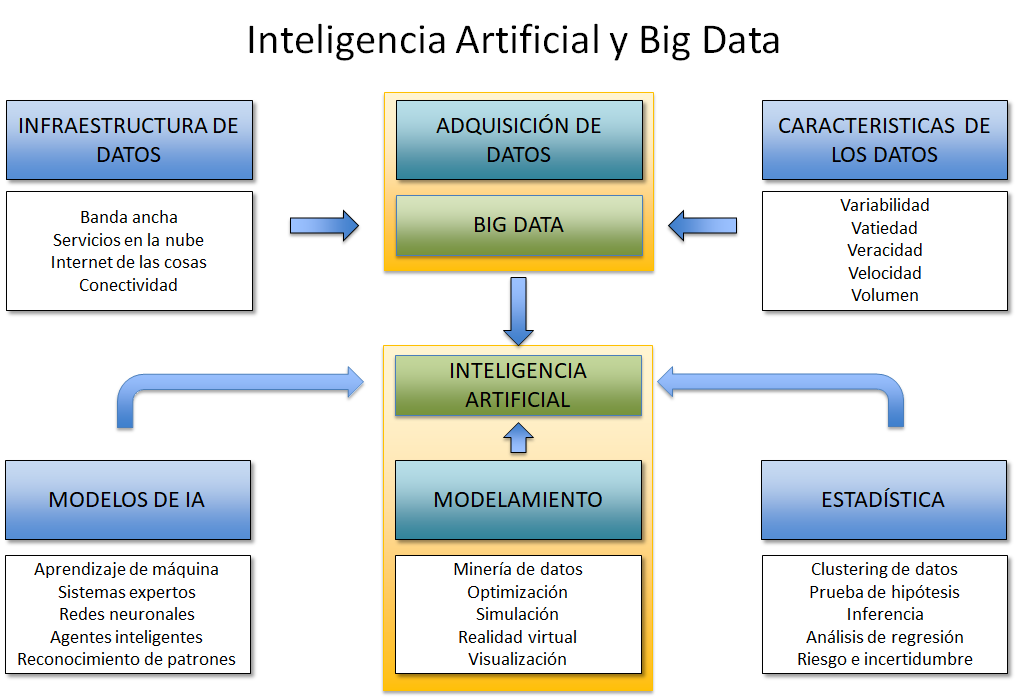 Inteligencia Artificial y Big Data
INFRAESTRUCTURA DE
DATOS
Banda ancha
Servicios en la nube
Internet de las cosas
Conectividad
ADQUISICIÓN DE
DATOS
BIG DATA
CARACTERISTICAS DE
LOS DATOS
Variabilidad
Vatiedad
Veracidad
Velocidad
Volumen
INTELIGENCIA
ARTIFICIAL
MODELOS DE IA
Aprendizaje de máquina
Sistemas expertos
Redes neuronales
Agentes inteligentes
Reconocimiento de patrones
MODELAMIENTO
Minería de datos
Optimización
Simulación
Realidad virtual
Visualización
ESTADÍSTICA
Clustering de datos
Prueba de hipótesis
Inferencia
Análisis de regresión
Riesgo e incertidumbre